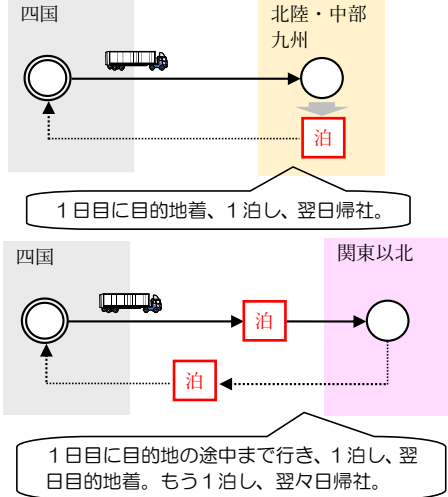 四国
北陸・中部
九州
泊
1日目に目的地着、1泊し、翌日帰社。
四国
関東以北
泊
泊
1日目に目的地の途中まで行き、1泊し、翌
日目的地着。もう1泊し、翌々日帰社。